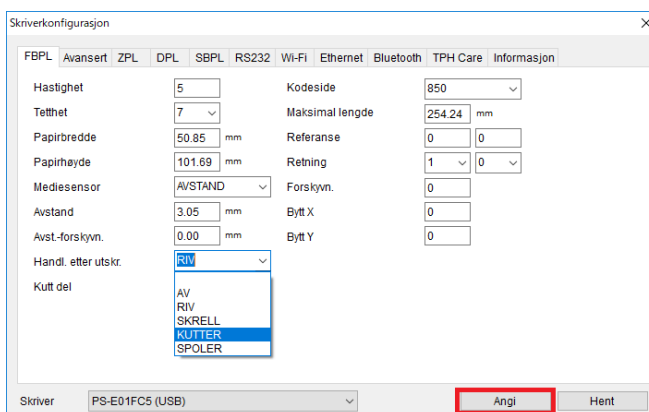 Skriverkonfigurasjon
FBPL Avansert ZPL DPL SBPL RS232 Wi-Fi Ethernet Bluetooth TPH Care Informasjon
Hastighet 5 Kodeside 850
Tetthet 7 Maksimal lengde 254.24 mm
Papirbredde 50.85 mm Referanse 0 0
Papirhøyde 101.69 mm Retning 1 0
Mediesensor AVSTAND Forskyvn. 0
Avstand 3.05 mm Bytt X 0
Avst.-forskyvn. 0.00 mm Bytt Y 0
Handl. etter utskr. RIV
Kutt del
AV
RIV
SKRELL
KUTTER
SPOLER
Skriver PS-E01FC5 (USB) Angi Hent